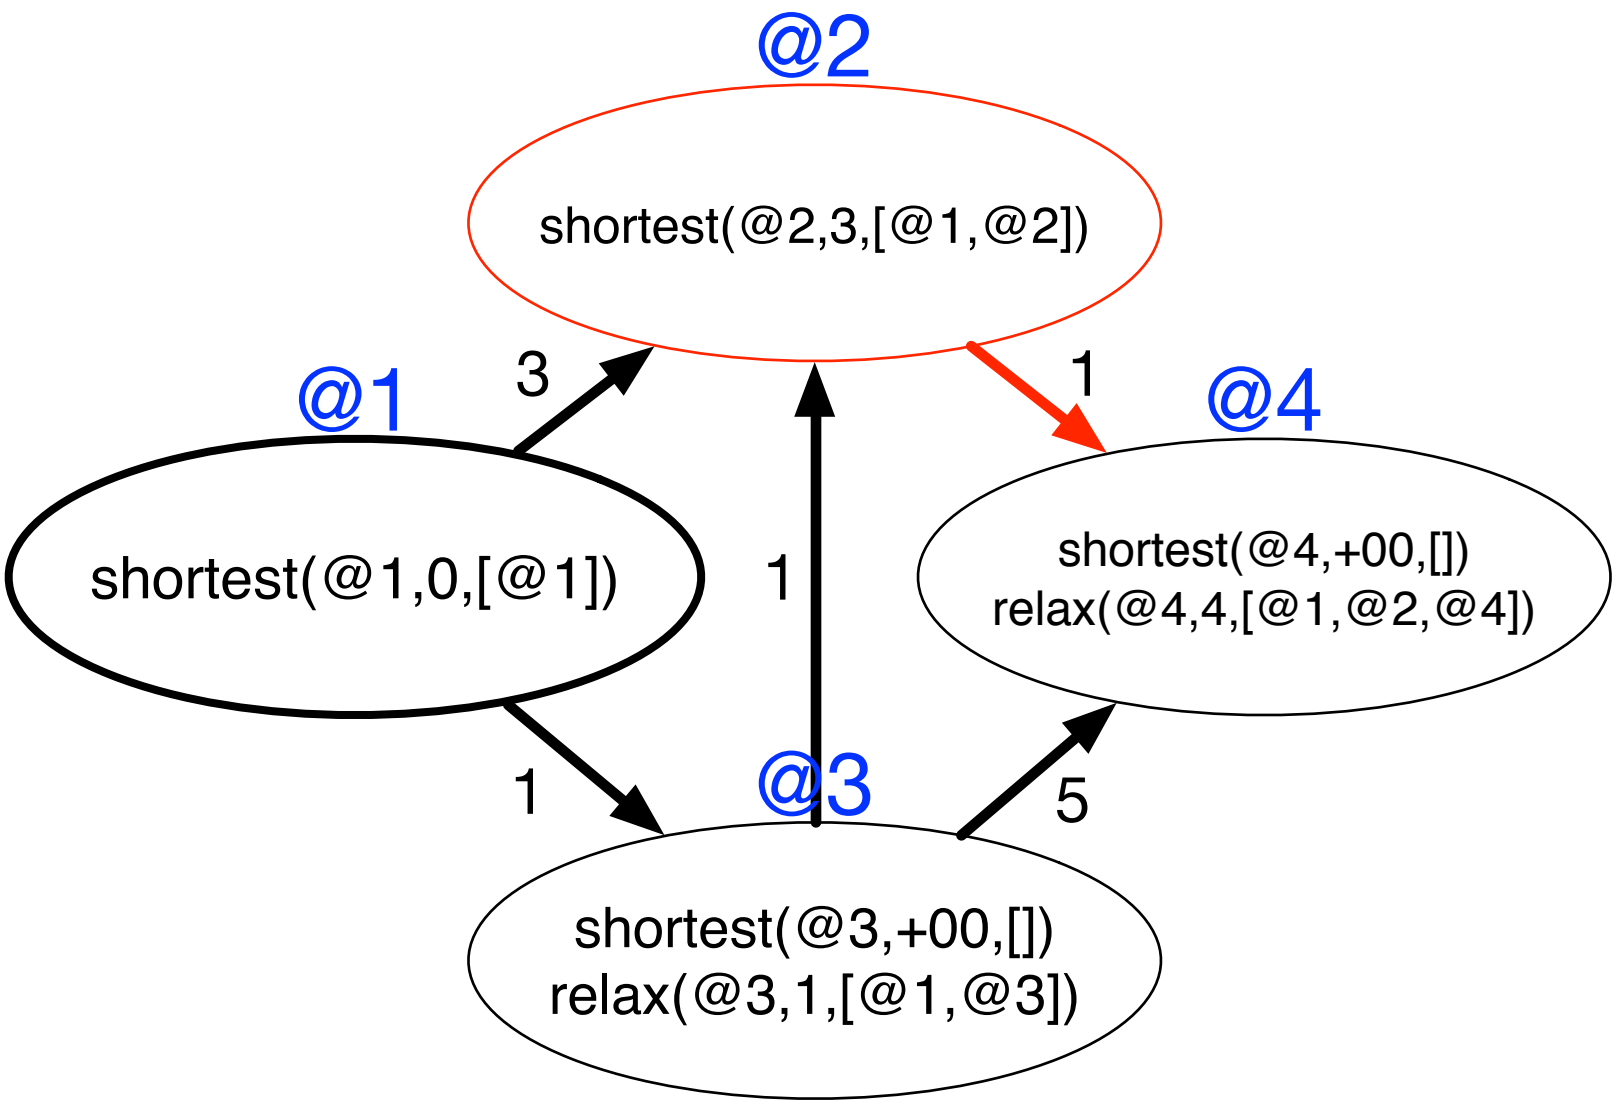 @2
shortest(@2,3,[@1,@2])
3
1
@1
@4
shortest(@1,0,[@1])
1
shortest(@4,+00,[])
relax(@4,4,[@1,@2,@4])
1
@3
5
shortest(@3,+00,[])
relax(@3,1,[@1,@3])